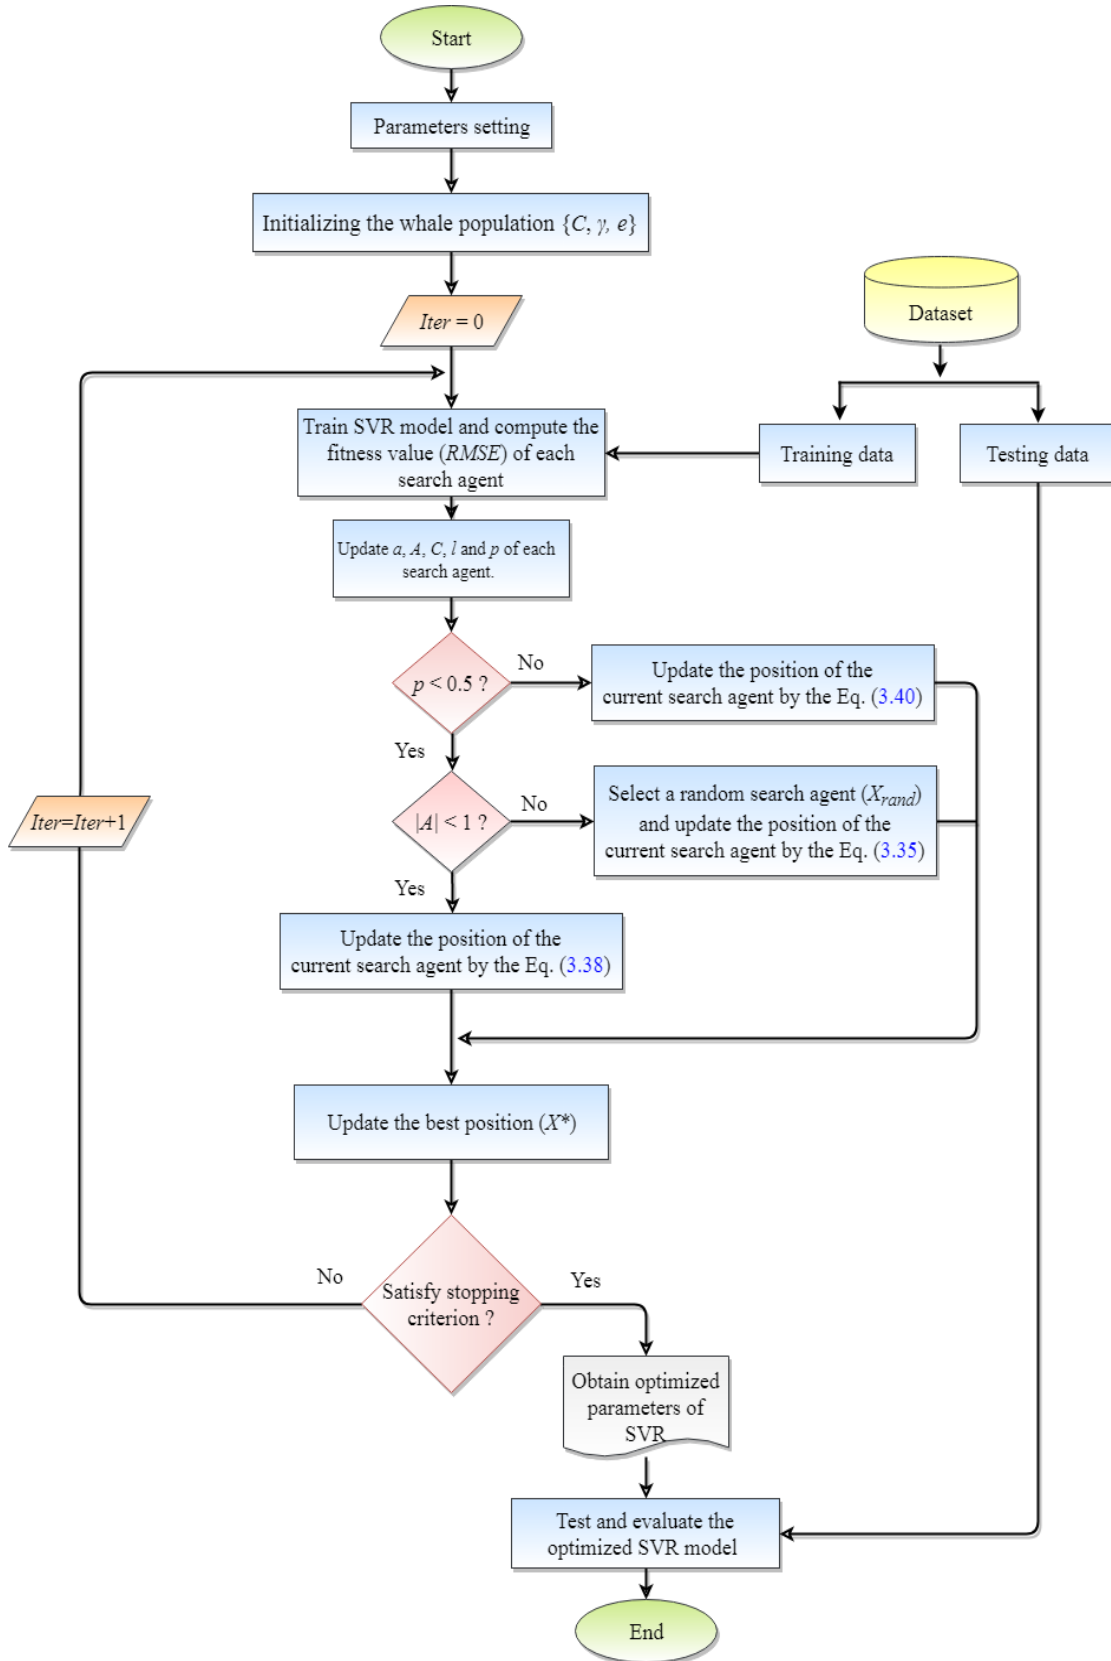 Start
Parameters setting
Initializing the whale population {C, γ, e}
Iter = 0
Dataset
Train SVR model and compute the
fitness value (RMSE) of each
search agent
Training data
Testing data
Update a, A, C, l and p of each
search agent.
p < 0.5 ?
No
Update the position of the
current search agent by the Eq. (3.40)
Yes
|A| < 1 ?
No
Select a random search agent (Xrand)
and update the position of the
current search agent by the Eq. (3.35)
Iter=Iter+1
Yes
Update the position of the
current search agent by the Eq. (3.38)
Update the best position (X*)
No
Satisfy stopping
criterion ?
Yes
Obtain optimized
parameters of
SVR
Test and evaluate the
optimized SVR model
End